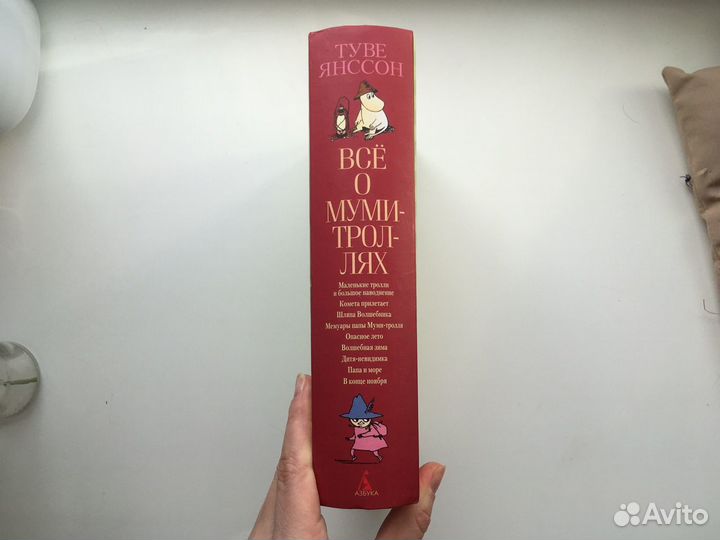 ТУВЕ
ЯНССОН
ВСЁ
О
МУМИ-
ТРОЛ-
ЛЯХ
Маленькие тролли
и большое наводнение
Комета прилетает
Шляпа Волшебника
Мемуары папы Муми-тролля
Опасное лето
Волшебная зима
Дитя-невидимка
Папа и море
В конце ноября
АЗБУКА
Avito